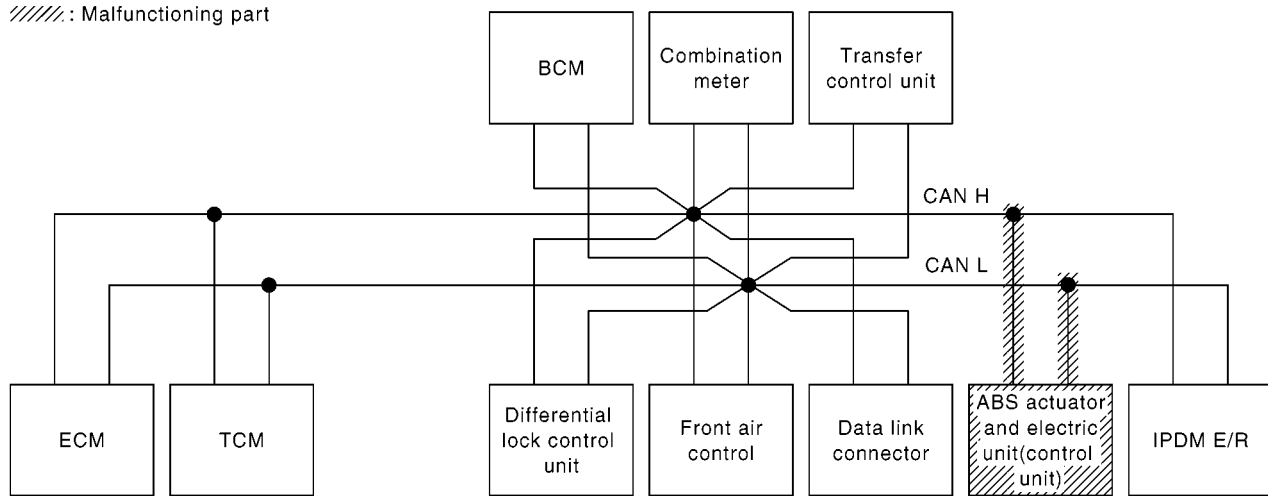 : Malfunctioning part
BCM
Combination
meter
Transfer
control unit
CAN H
CAN L
ECM
TCM
Differential
lock control
unit
Front air
control
Data link
connector
ABS actuator
and electric
unit(control
unit)
IPDM E/R